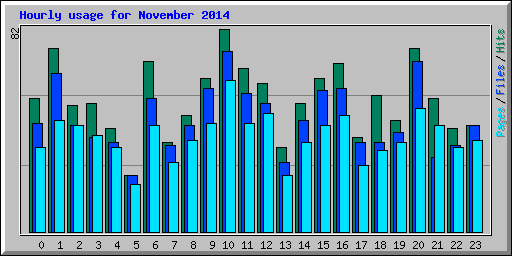 Hourly usage for November 2014
82
Pages/Files/Hits
0 1 2 3 4 5 6 7 8 9 10 11 12 13 14 15 16 17 18 19 20 21 22 23